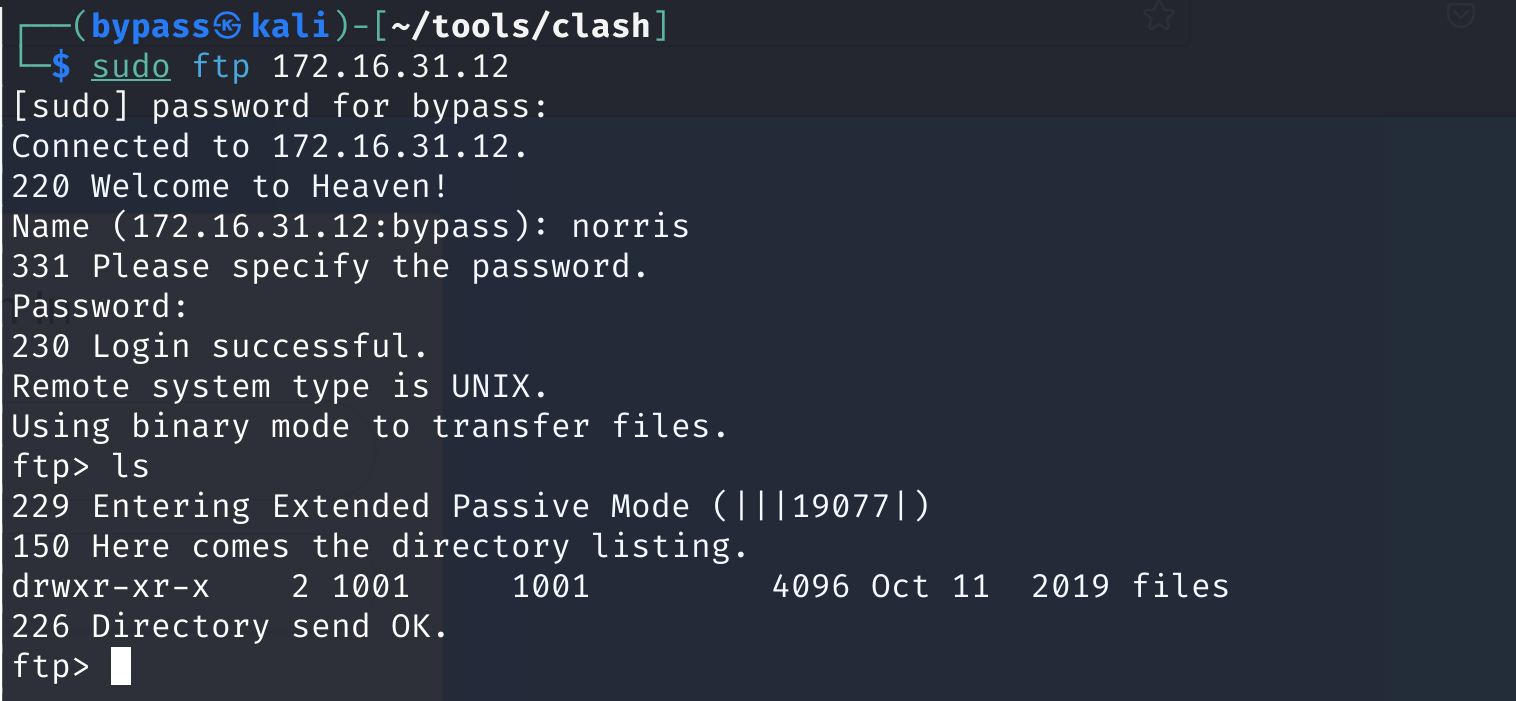 ┌──(bypass㉿kali)-[~/tools/clash]
└─$ sudo ftp 172.16.31.12
[sudo] password for bypass:
Connected to 172.16.31.12.
220 Welcome to Heaven!
Name (172.16.31.12:bypass): norris
331 Please specify the password.
Password:
230 Login successful.
Remote system type is UNIX.
Using binary mode to transfer files.
ftp> ls
229 Entering Extended Passive Mode (|||19077|)
150 Here comes the directory listing.
drwxr-xr-x    2 1001     1001         4096 Oct 11  2019 files
226 Directory send OK.
ftp>